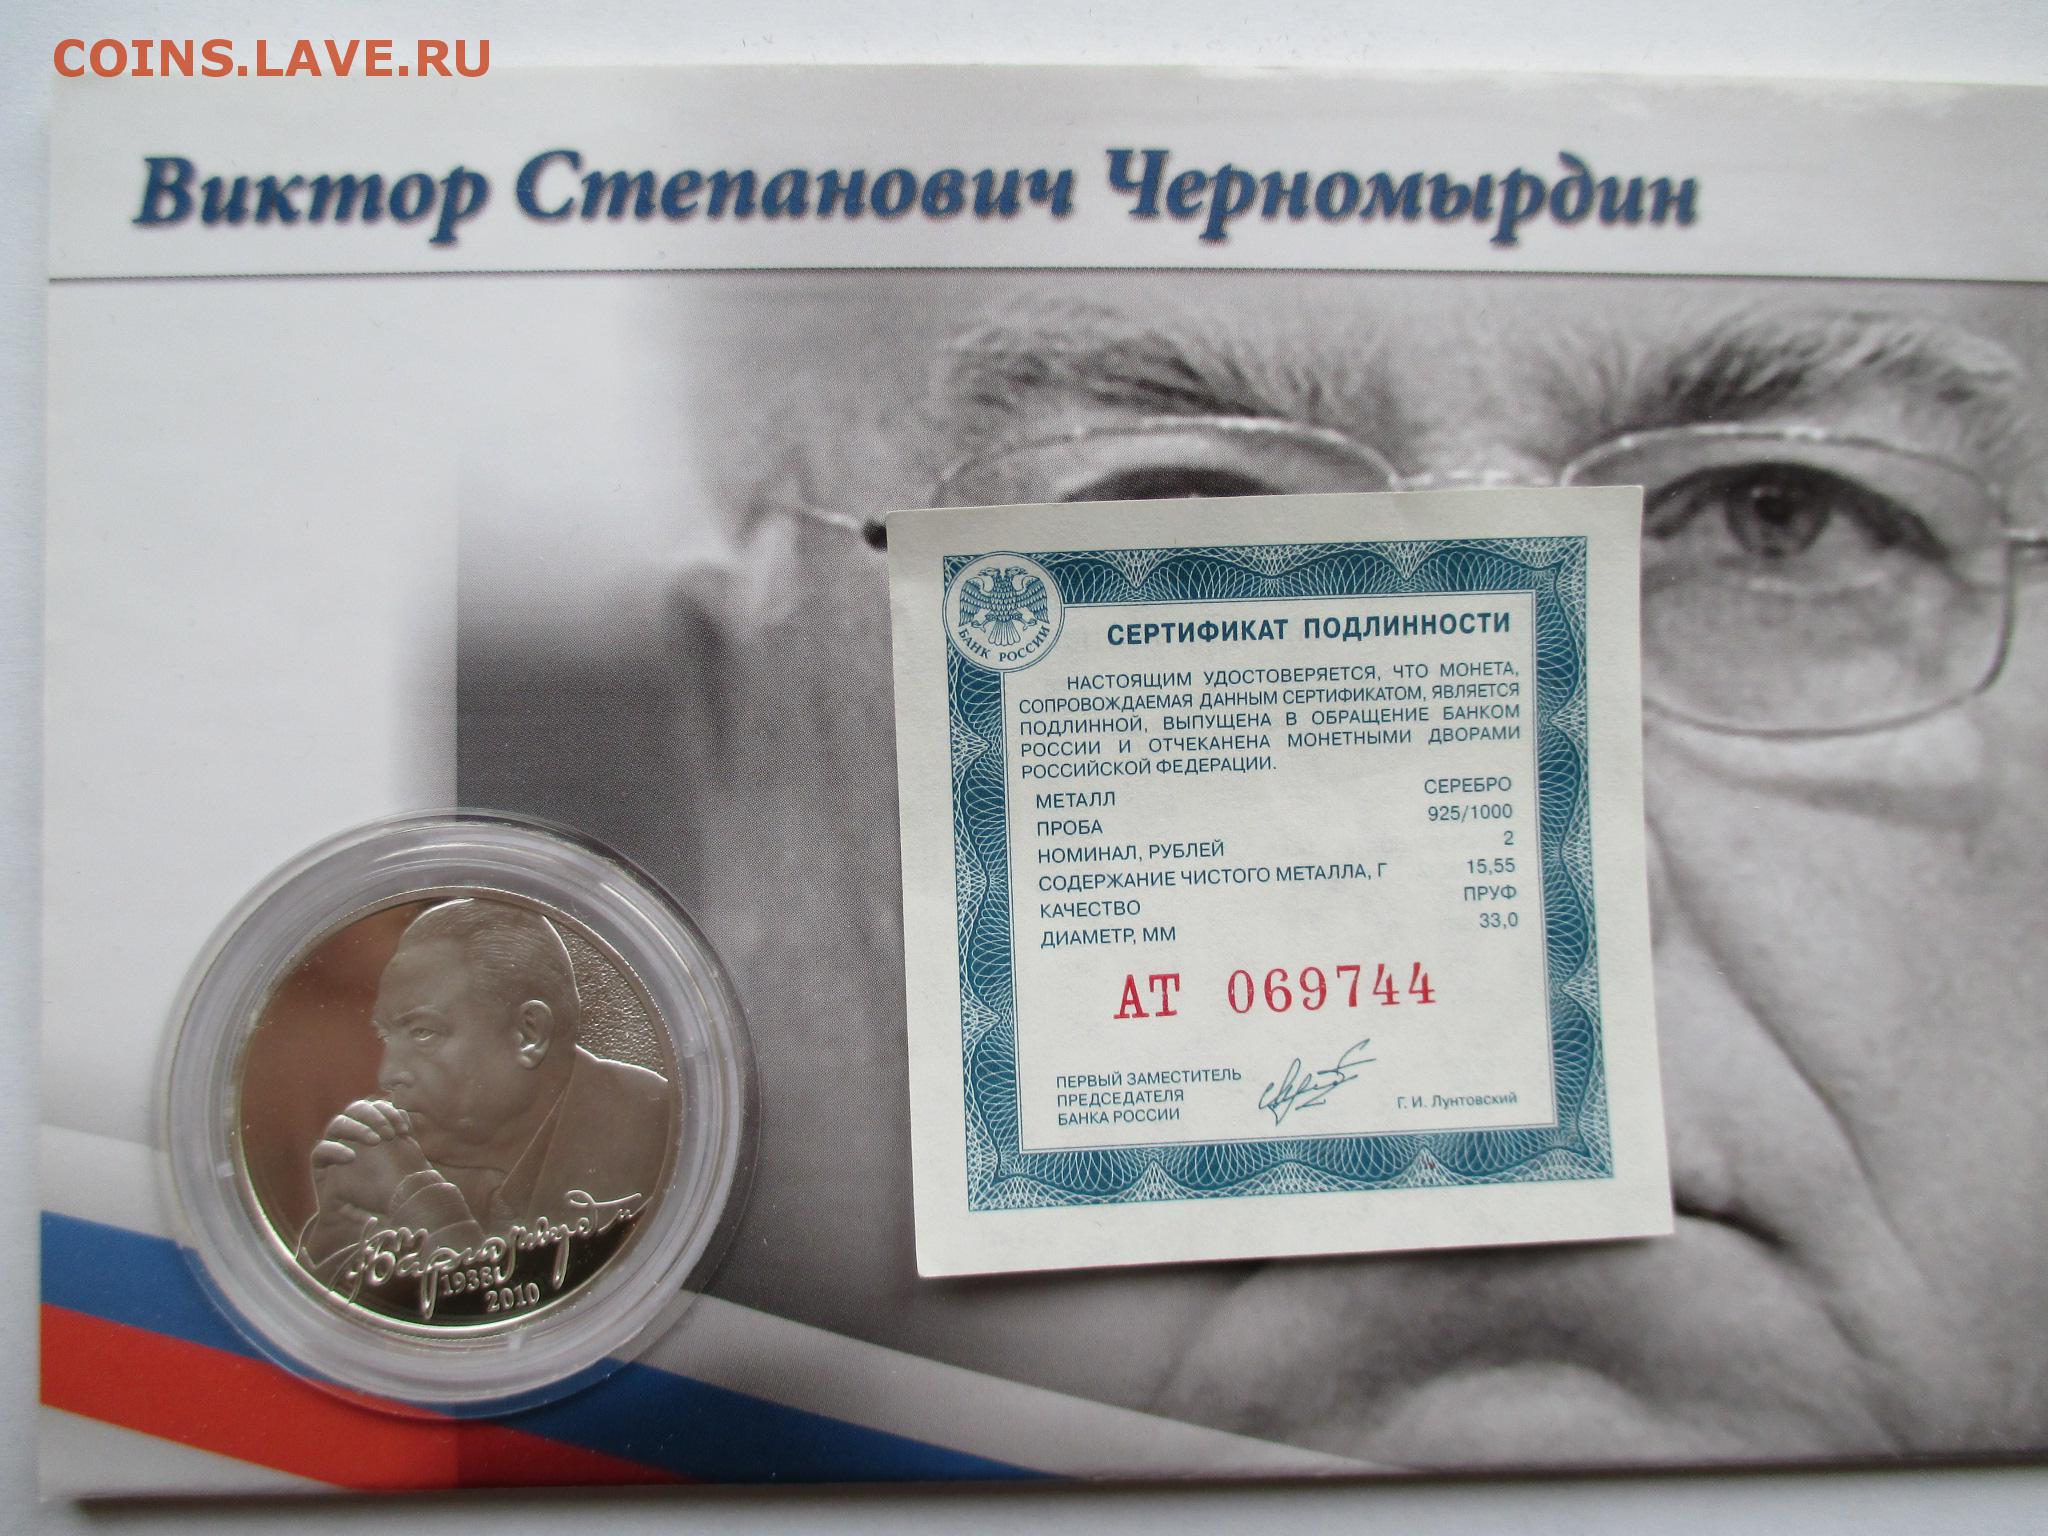 COINS.LAVE.RU
Виктор Степанович Черномырдин
БАНК РОССИИ
СЕРТИФИКАТ ПОДЛИННОСТИ
НАСТОЯЩИМ УДОСТОВЕРЯЕТСЯ, ЧТО МОНЕТА,
СОПРОВОЖДАЕМАЯ ДАННЫМ СЕРТИФИКАТОМ, ЯВЛЯЕТСЯ
ПОДЛИННОЙ, ВЫПУЩЕНА В ОБРАЩЕНИЕ БАНКОМ
РОССИИ И ОТЧЕКАНЕНА МОНЕТНЫМИ ДВОРАМИ
РОССИЙСКОЙ ФЕДЕРАЦИИ.
МЕТАЛЛ СЕРЕБРО
ПРОБА 925/1000
НОМИНАЛ, РУБЛЕЙ 2
СОДЕРЖАНИЕ ЧИСТОГО МЕТАЛЛА, Г 15,55
КАЧЕСТВО ПРУФ
ДИАМЕТР, ММ 33,0
АТ 069744
ПЕРВЫЙ ЗАМЕСТИТЕЛЬ
ПРЕДСЕДАТЕЛЯ
БАНКА РОССИИ
Г. И. Лунтовский
1938
2010